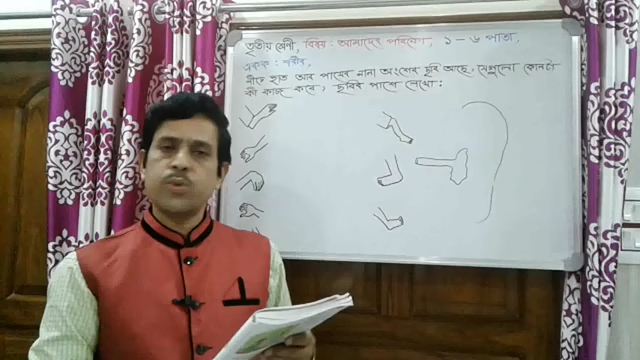 তৃতীয় শ্রেণী, বিষয় : আমাদের পরিবেশ, ১ - ৬ পাতা,
একক : শরীর,
নীচে হাত আর পায়ের নানা অংশের ছবি আছে, সেগুলো কোনটা
কী কাজ করে, ছবির পাশে লেখো :